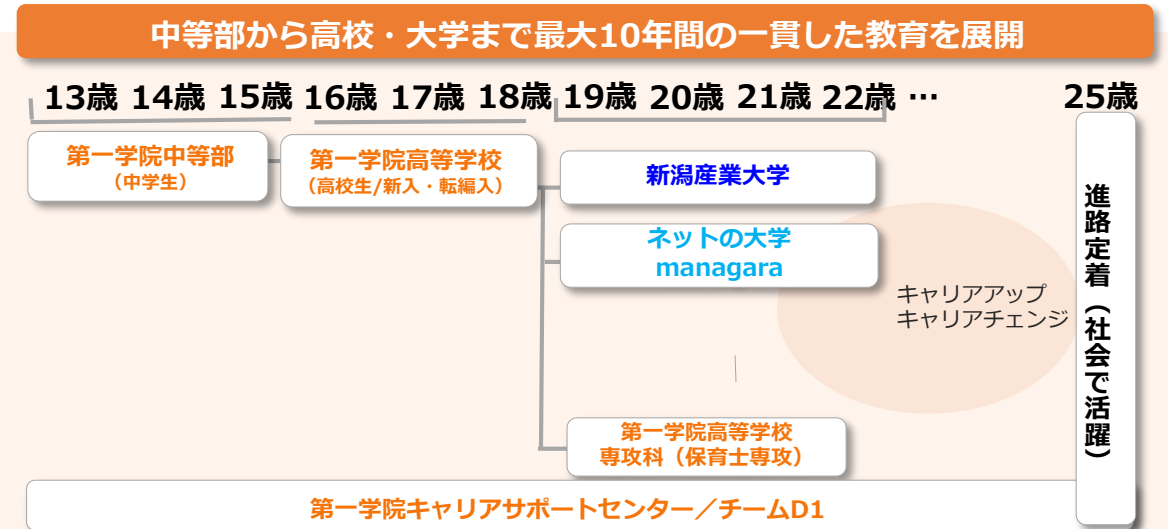 中等部から高校・大学まで最大10年間の一貫した教育を展開
13歳 14歳 15歳 16歳 17歳 18歳 19歳 20歳 21歳 22歳 … 25歳
第一学院中等部
（中学生）
第一学院高等学校
（高校生/新入・転編入）
新潟産業大学
ネットの大学
managara
キャリアアップ
キャリアチェンジ
進路定着（社会で活躍）
第一学院高等学校
専攻科（保育士専攻）
第一学院キャリアサポートセンター／チームD1